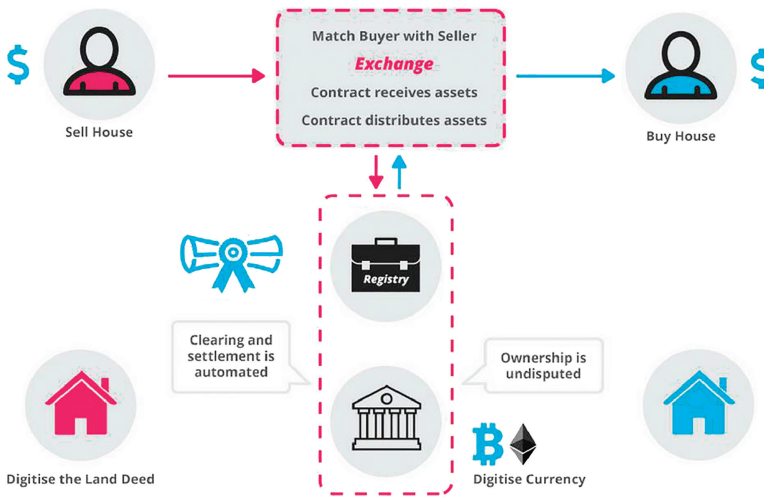 Match Buyer with Seller
Exchange
Contract receives assets
Contract distributes assets
$
$
Sell House
Buy House
Registry
Clearing and
settlement is
automated
Ownership is
undisputed
Digitise the Land Deed
Digitise Currency